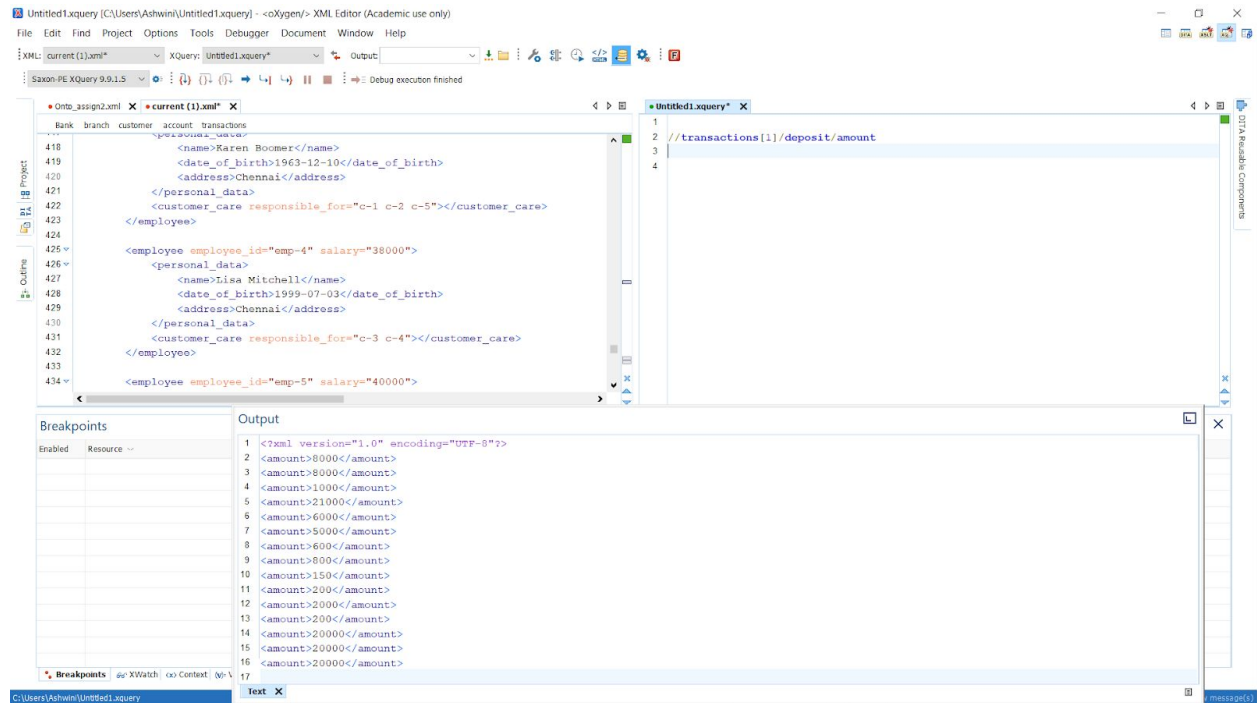 Untitled1.xquery [C:\Users\Ashwini\Untitled1.xquery] - <oXygen/> XML Editor (Academic use only)
File Edit Find Project Options Tools Debugger Document Window Help
XML: current (1).xml* XQuery: Untitled1.xquery* Output:
Saxon-PE XQuery 9.9.1.5 Debug execution finished
Onto_assign2.xml current (1).xml*
Bank branch customer account transactions
<personal_data>
418 <name>Karen Boomer</name>
419 <date_of_birth>1963-12-10</date_of_birth>
420 <address>Chennai</address>
421 </personal_data>
422 <customer_care responsible_for="c-1 c-2 c-5"></customer_care>
423 </employee>
424
425 <employee employee_id="emp-4" salary="38000">
426 <personal_data>
427 <name>Lisa Mitchell</name>
428 <date_of_birth>1999-07-03</date_of_birth>
429 <address>Chennai</address>
430 </personal_data>
431 <customer_care responsible_for="c-3 c-4"></customer_care>
432 </employee>
433
434 <employee employee_id="emp-5" salary="40000">
Project
Outline
Untitled1.xquery*
1
2 //transactions[1]/deposit/amount
3
4
DITA Reusable Components
Breakpoints
Enabled Resource
Breakpoints XWatch Context
Output
1 <?xml version="1.0" encoding="UTF-8"?>
2 <amount>8000</amount>
3 <amount>8000</amount>
4 <amount>1000</amount>
5 <amount>21000</amount>
6 <amount>6000</amount>
7 <amount>5000</amount>
8 <amount>600</amount>
9 <amount>800</amount>
10 <amount>150</amount>
11 <amount>200</amount>
12 <amount>2000</amount>
13 <amount>200</amount>
14 <amount>20000</amount>
15 <amount>20000</amount>
16 <amount>20000</amount>
17
Text
C:\Users\Ashwini\Untitled1.xquery
message(s)